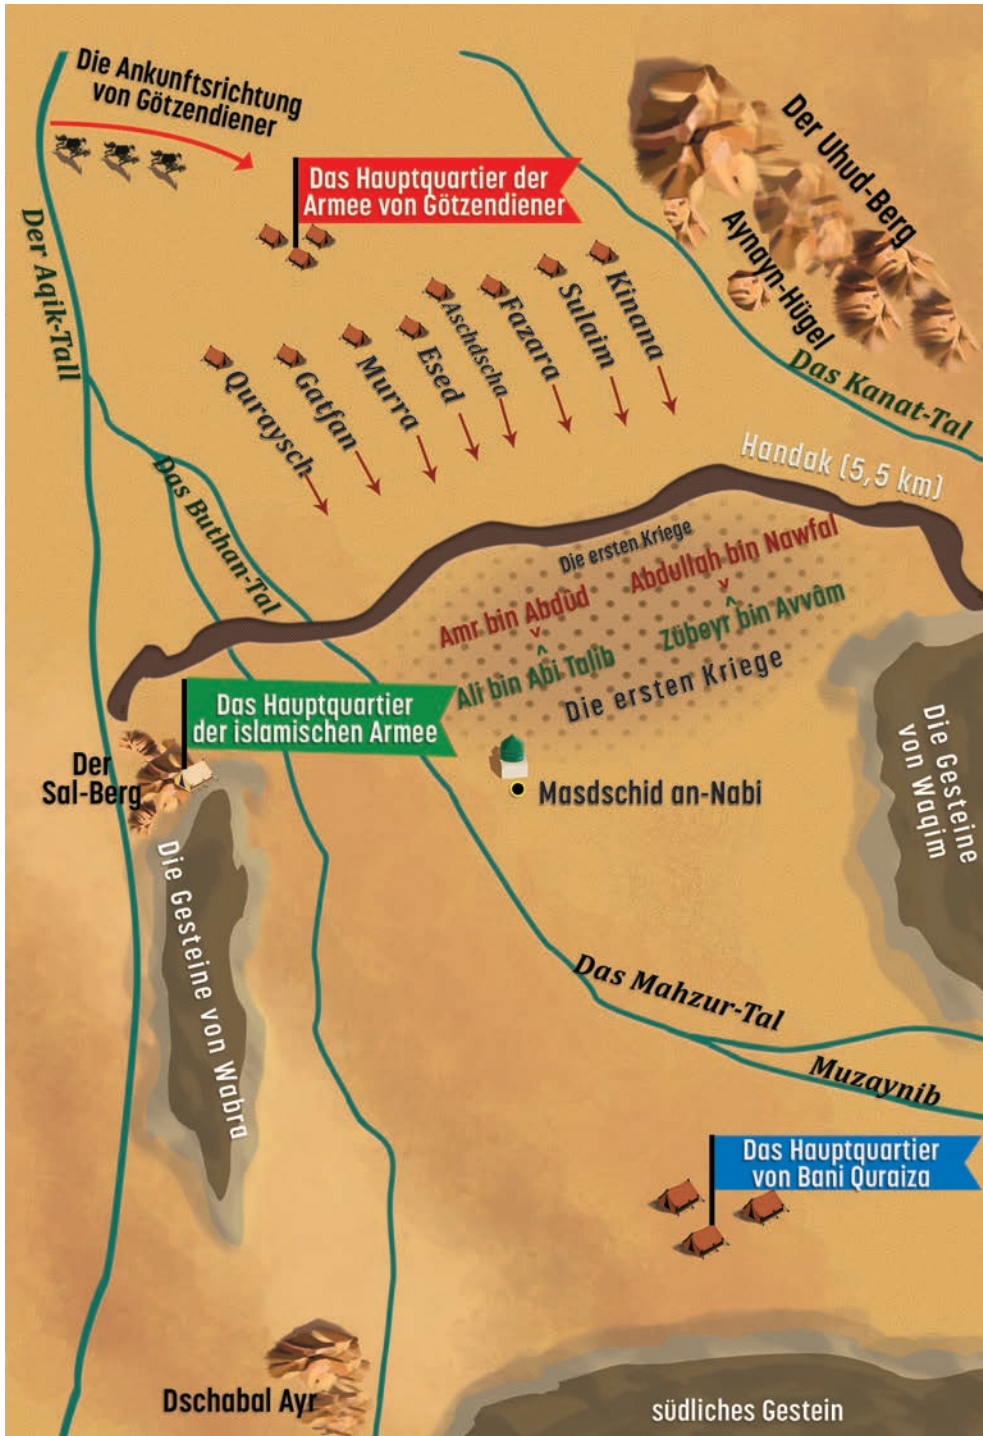 Die Ankunftsrichtung
von Götzendiener
Das Hauptquartier der
Armee von Götzendiener
Der Uhud-Berg
Aynayn-Hügel
Der Aqik-Tall
Quraysch
Gatfan
Murra
Esed
Aschdscha
Fazara
Sulaim
Kinana
Das Kanat-Tal
Handak (5,5 km)
Das Buthan-Tal
Die ersten Kriege
Amr bin Abdûd
Abdullah bin Nawfal
Ali bin Abi Talib
Zübeyr bin Avvâm
Die ersten Kriege
Das Hauptquartier
der islamischen Armee
Der
Sal-Berg
Masdschid an-Nabi
Die Gesteine
von Waqim
Die Gesteine von Wabra
Das Mahzur-Tal
Muzaynib
Das Hauptquartier
von Bani Quraiza
Dschabal Ayr
südliches Gestein